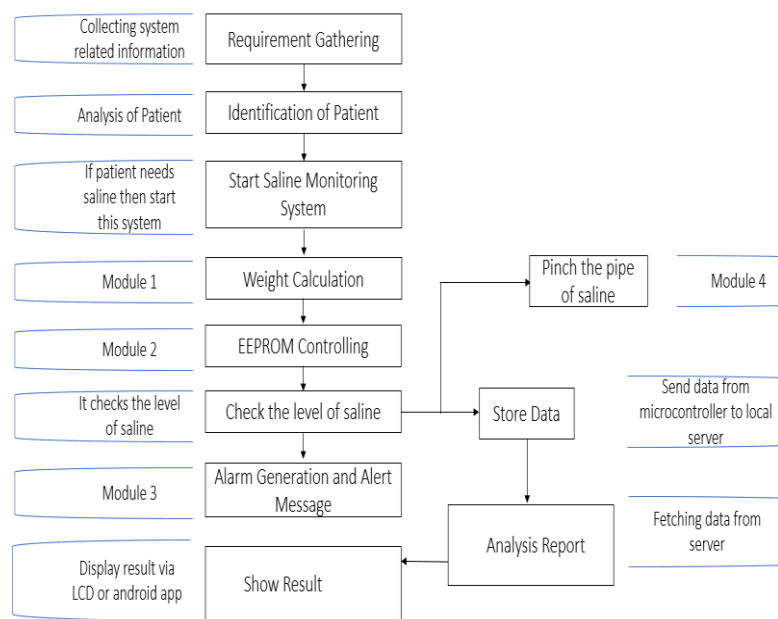 Collecting system
related information
Requirement Gathering
Analysis of Patient
Identification of Patient
If patient needs
saline then start
this system
Start Saline Monitoring
System
Module 1
Weight Calculation
Pinch the pipe
of saline
Module 4
Module 2
EEPROM Controlling
It checks the level
of saline
Check the level of saline
Store Data
Send data from
microcontroller to local
server
Module 3
Alarm Generation and Alert
Message
Analysis Report
Fetching data from
server
Display result via
LCD or android app
Show Result